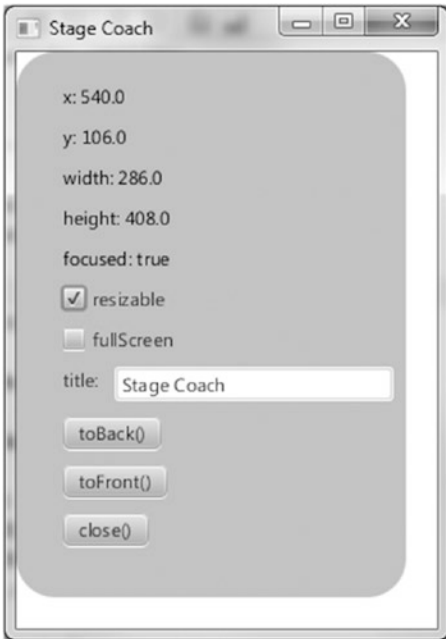 Stage Coach
x: 540.0
y: 106.0
width: 286.0
height: 408.0
focused: true
resizable
fullScreen
title: Stage Coach
toBack()
toFront()
close()